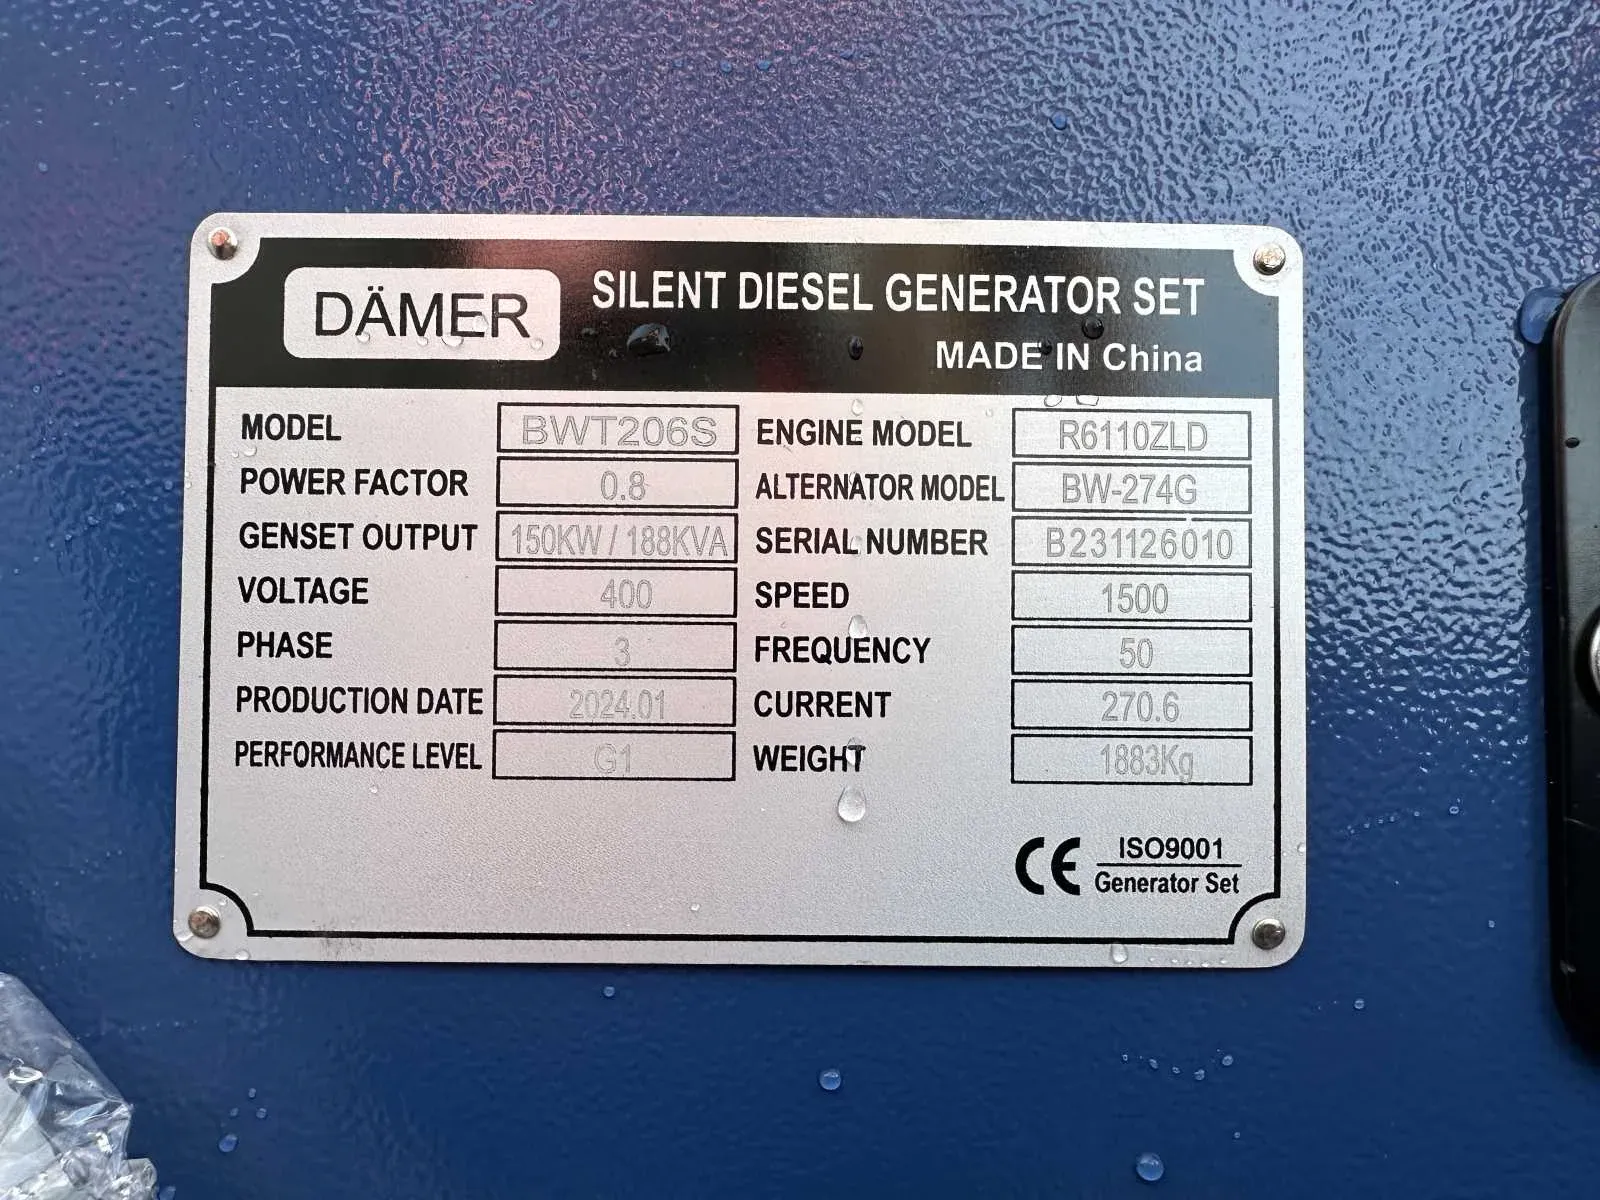 DÄMER
SILENT DIESEL GENERATOR SET
MADE IN China
MODEL BWT206S ENGINE MODEL R6110ZLD
POWER FACTOR 0.8 ALTERNATOR MODEL BW-274G
GENSET OUTPUT 150KW / 188KVA SERIAL NUMBER B231126010
VOLTAGE 400 SPEED 1500
PHASE 3 FREQUENCY 50
PRODUCTION DATE 2024.01 CURRENT 270.6
PERFORMANCE LEVEL G1 WEIGHT 1883Kg
CE ISO9001
Generator Set